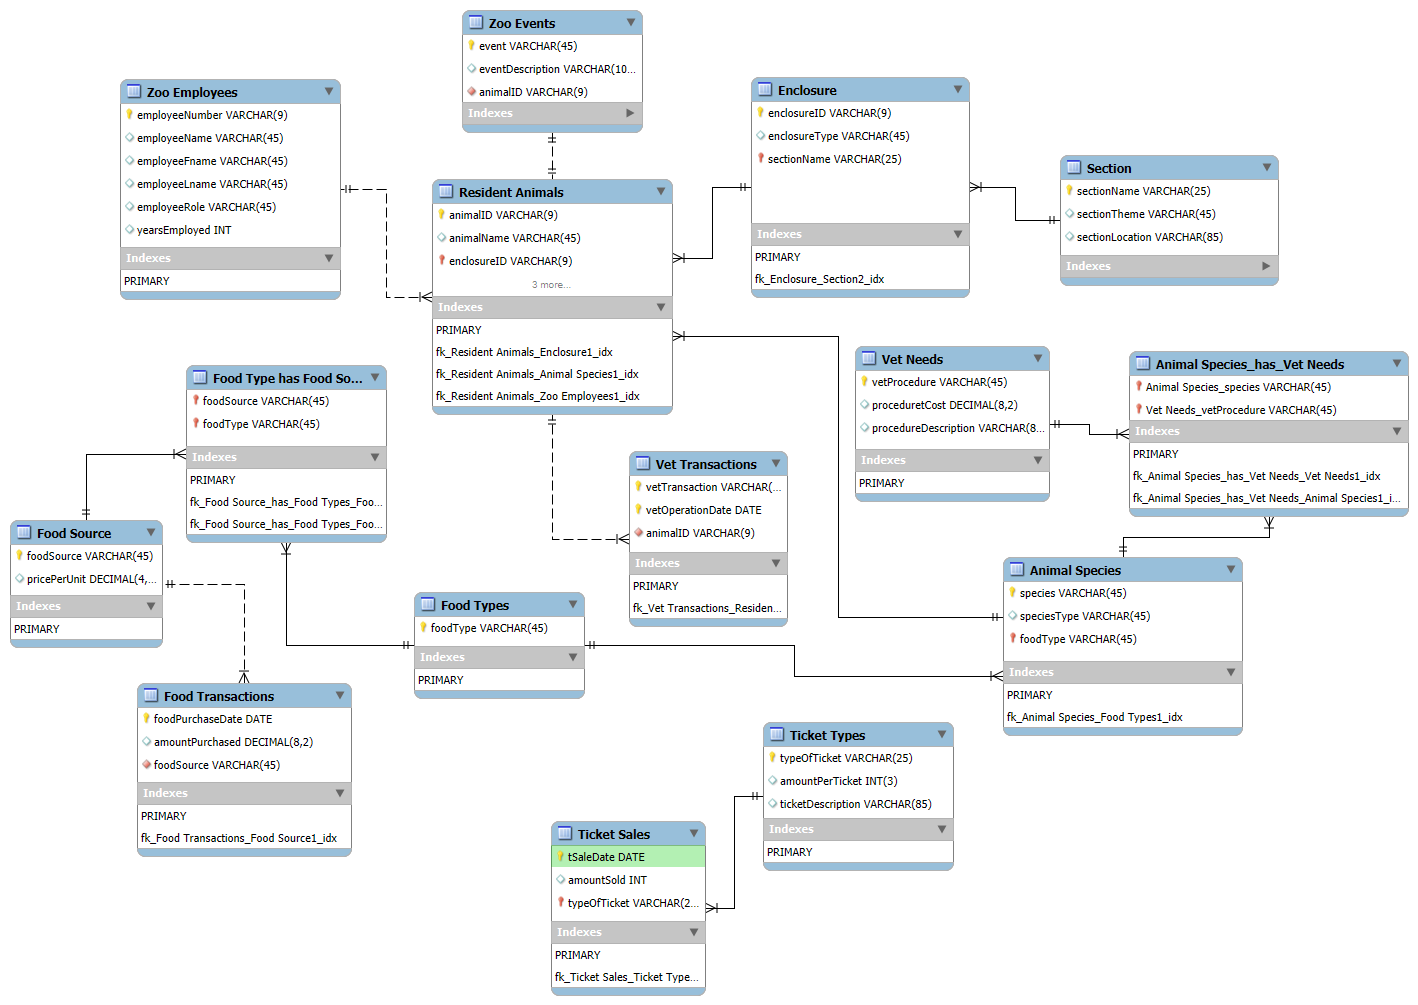 Zoo Events
event VARCHAR(45)
eventDescription VARCHAR(10...
animalID VARCHAR(9)
Indexes
Zoo Employees
employeeNumber VARCHAR(9)
employeeName VARCHAR(45)
employeeFname VARCHAR(45)
employeeLname VARCHAR(45)
employeeRole VARCHAR(45)
yearsEmployed INT
Indexes
PRIMARY
Enclosure
enclosureID VARCHAR(9)
enclosureType VARCHAR(45)
sectionName VARCHAR(25)
Indexes
PRIMARY
fk_Enclosure_Section2_idx
Section
sectionName VARCHAR(25)
sectionTheme VARCHAR(45)
sectionLocation VARCHAR(85)
Indexes
Resident Animals
animalID VARCHAR(9)
animalName VARCHAR(45)
enclosureID VARCHAR(9)
3 more...
Indexes
PRIMARY
fk_Resident Animals_Enclosure1_idx
fk_Resident Animals_Animal Species1_idx
fk_Resident Animals_Zoo Employees1_idx
Food Type has Food So...
foodSource VARCHAR(45)
foodType VARCHAR(45)
Indexes
PRIMARY
fk_Food Source_has_Food Types_Foo...
fk_Food Source_has_Food Types_Foo...
Vet Needs
vetProcedure VARCHAR(45)
proceduretCost DECIMAL(8,2)
procedureDescription VARCHAR(8...
Indexes
PRIMARY
Animal Species_has_Vet Needs
Animal Species_species VARCHAR(45)
Vet Needs_vetProcedure VARCHAR(45)
Indexes
PRIMARY
fk_Animal Species_has_Vet Needs_Vet Needs1_idx
fk_Animal Species_has_Vet Needs_Animal Species1_i...
Vet Transactions
vetTransaction VARCHAR(...
vetOperationDate DATE
animalID VARCHAR(9)
Indexes
PRIMARY
fk_Vet Transactions_Residen...
Food Source
foodSource VARCHAR(45)
pricePerUnit DECIMAL(4,...
Indexes
PRIMARY
Food Types
foodType VARCHAR(45)
Indexes
PRIMARY
Animal Species
species VARCHAR(45)
speciesType VARCHAR(45)
foodType VARCHAR(45)
Indexes
PRIMARY
fk_Animal Species_Food Types1_idx
Food Transactions
foodPurchaseDate DATE
amountPurchased DECIMAL(8,2)
foodSource VARCHAR(45)
Indexes
PRIMARY
fk_Food Transactions_Food Source1_idx
Ticket Types
typeOfTicket VARCHAR(25)
amountPerTicket INT(3)
ticketDescription VARCHAR(85)
Indexes
PRIMARY
Ticket Sales
tSaleDate DATE
amountSold INT
typeOfTicket VARCHAR(2...
Indexes
PRIMARY
fk_Ticket Sales_Ticket Type...